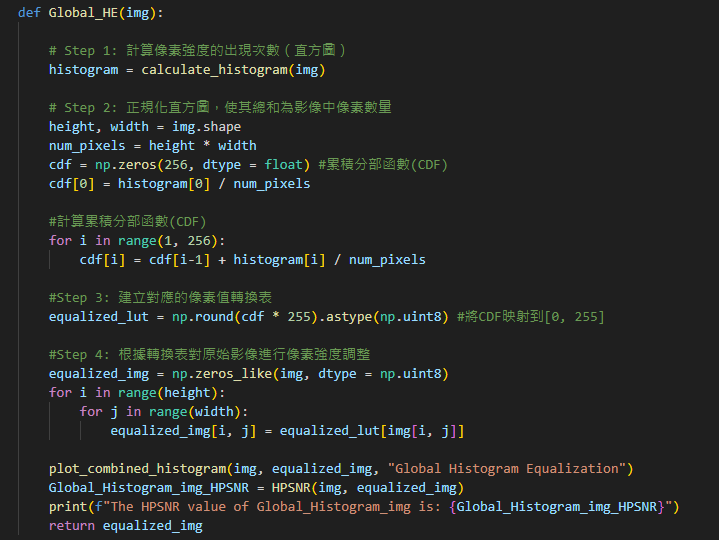 def Global_HE(img):
# Step 1: 計算像素強度的出現次數（直方圖）
histogram = calculate_histogram(img)
# Step 2: 正規化直方圖，使其總和為影像中像素數量
height, width = img.shape
num_pixels = height * width
cdf = np.zeros(256, dtype = float) #累積分部函數(CDF)
cdf[0] = histogram[0] / num_pixels
#計算累積分部函數(CDF)
for i in range(1, 256):
cdf[i] = cdf[i-1] + histogram[i] / num_pixels
#Step 3: 建立對應的像素值轉換表
equalized_lut = np.round(cdf * 255).astype(np.uint8) #將CDF映射到[0, 255]
#Step 4: 根據轉換表對原始影像進行像素強度調整
equalized_img = np.zeros_like(img, dtype = np.uint8)
for i in range(height):
for j in range(width):
equalized_img[i, j] = equalized_lut[img[i, j]]
plot_combined_histogram(img, equalized_img, "Global Histogram Equalization")
Global_Histogram_img_HPSNR = HPSNR(img, equalized_img)
print(f"The HPSNR value of Global_Histogram_img is: {Global_Histogram_img_HPSNR}")
return equalized_img